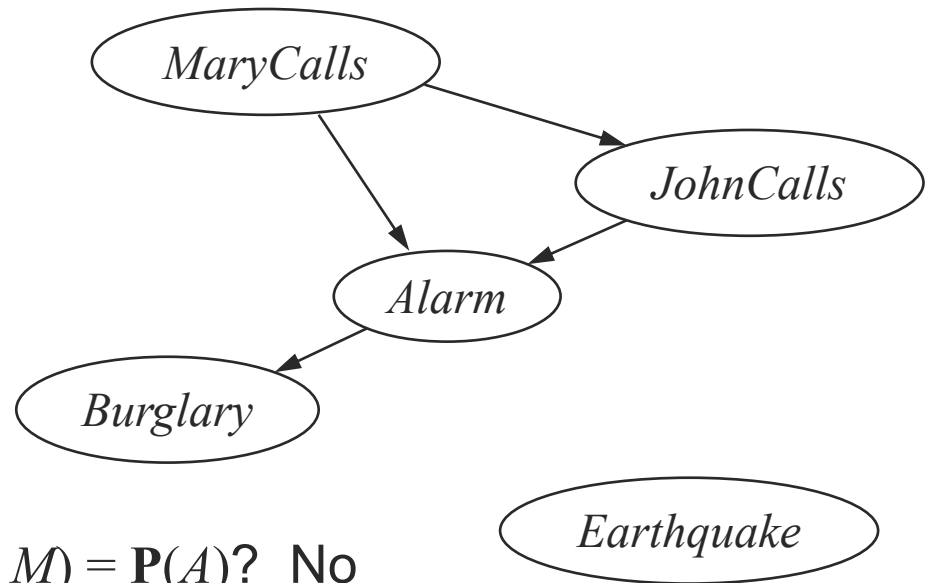 MaryCalls
JohnCalls
Alarm
Burglary
Earthquake
M) = P(A)? No